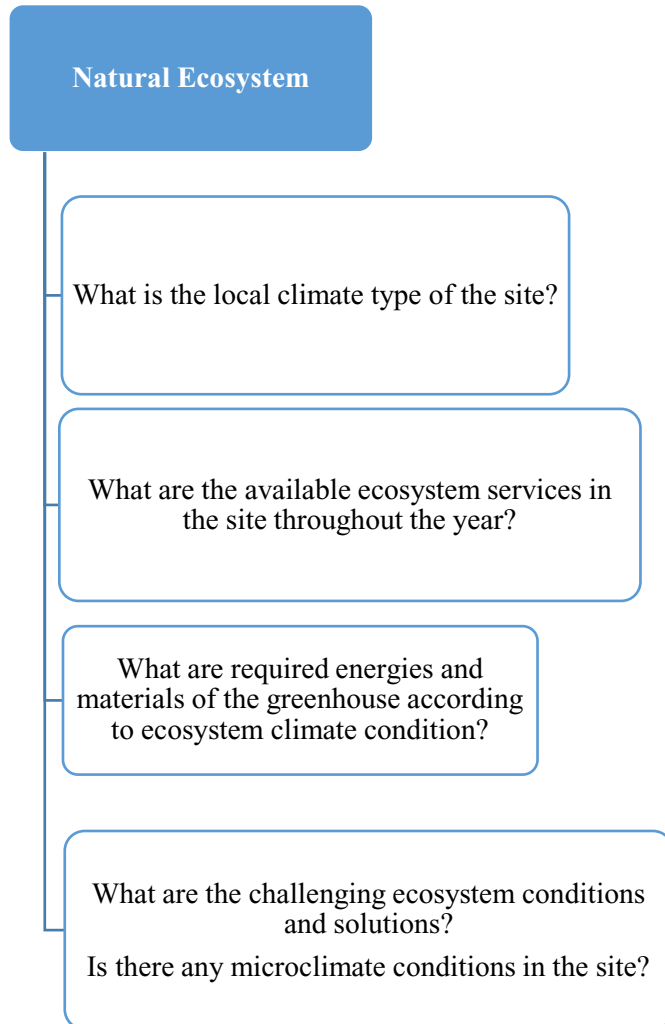 Natural Ecosystem
What is the local climate type of the site?
What are the available ecosystem services in
the site throughout the year?
What are required energies and
materials of the greenhouse according
to ecosystem climate condition?
What are the challenging ecosystem conditions
and solutions?
Is there any microclimate conditions in the site?